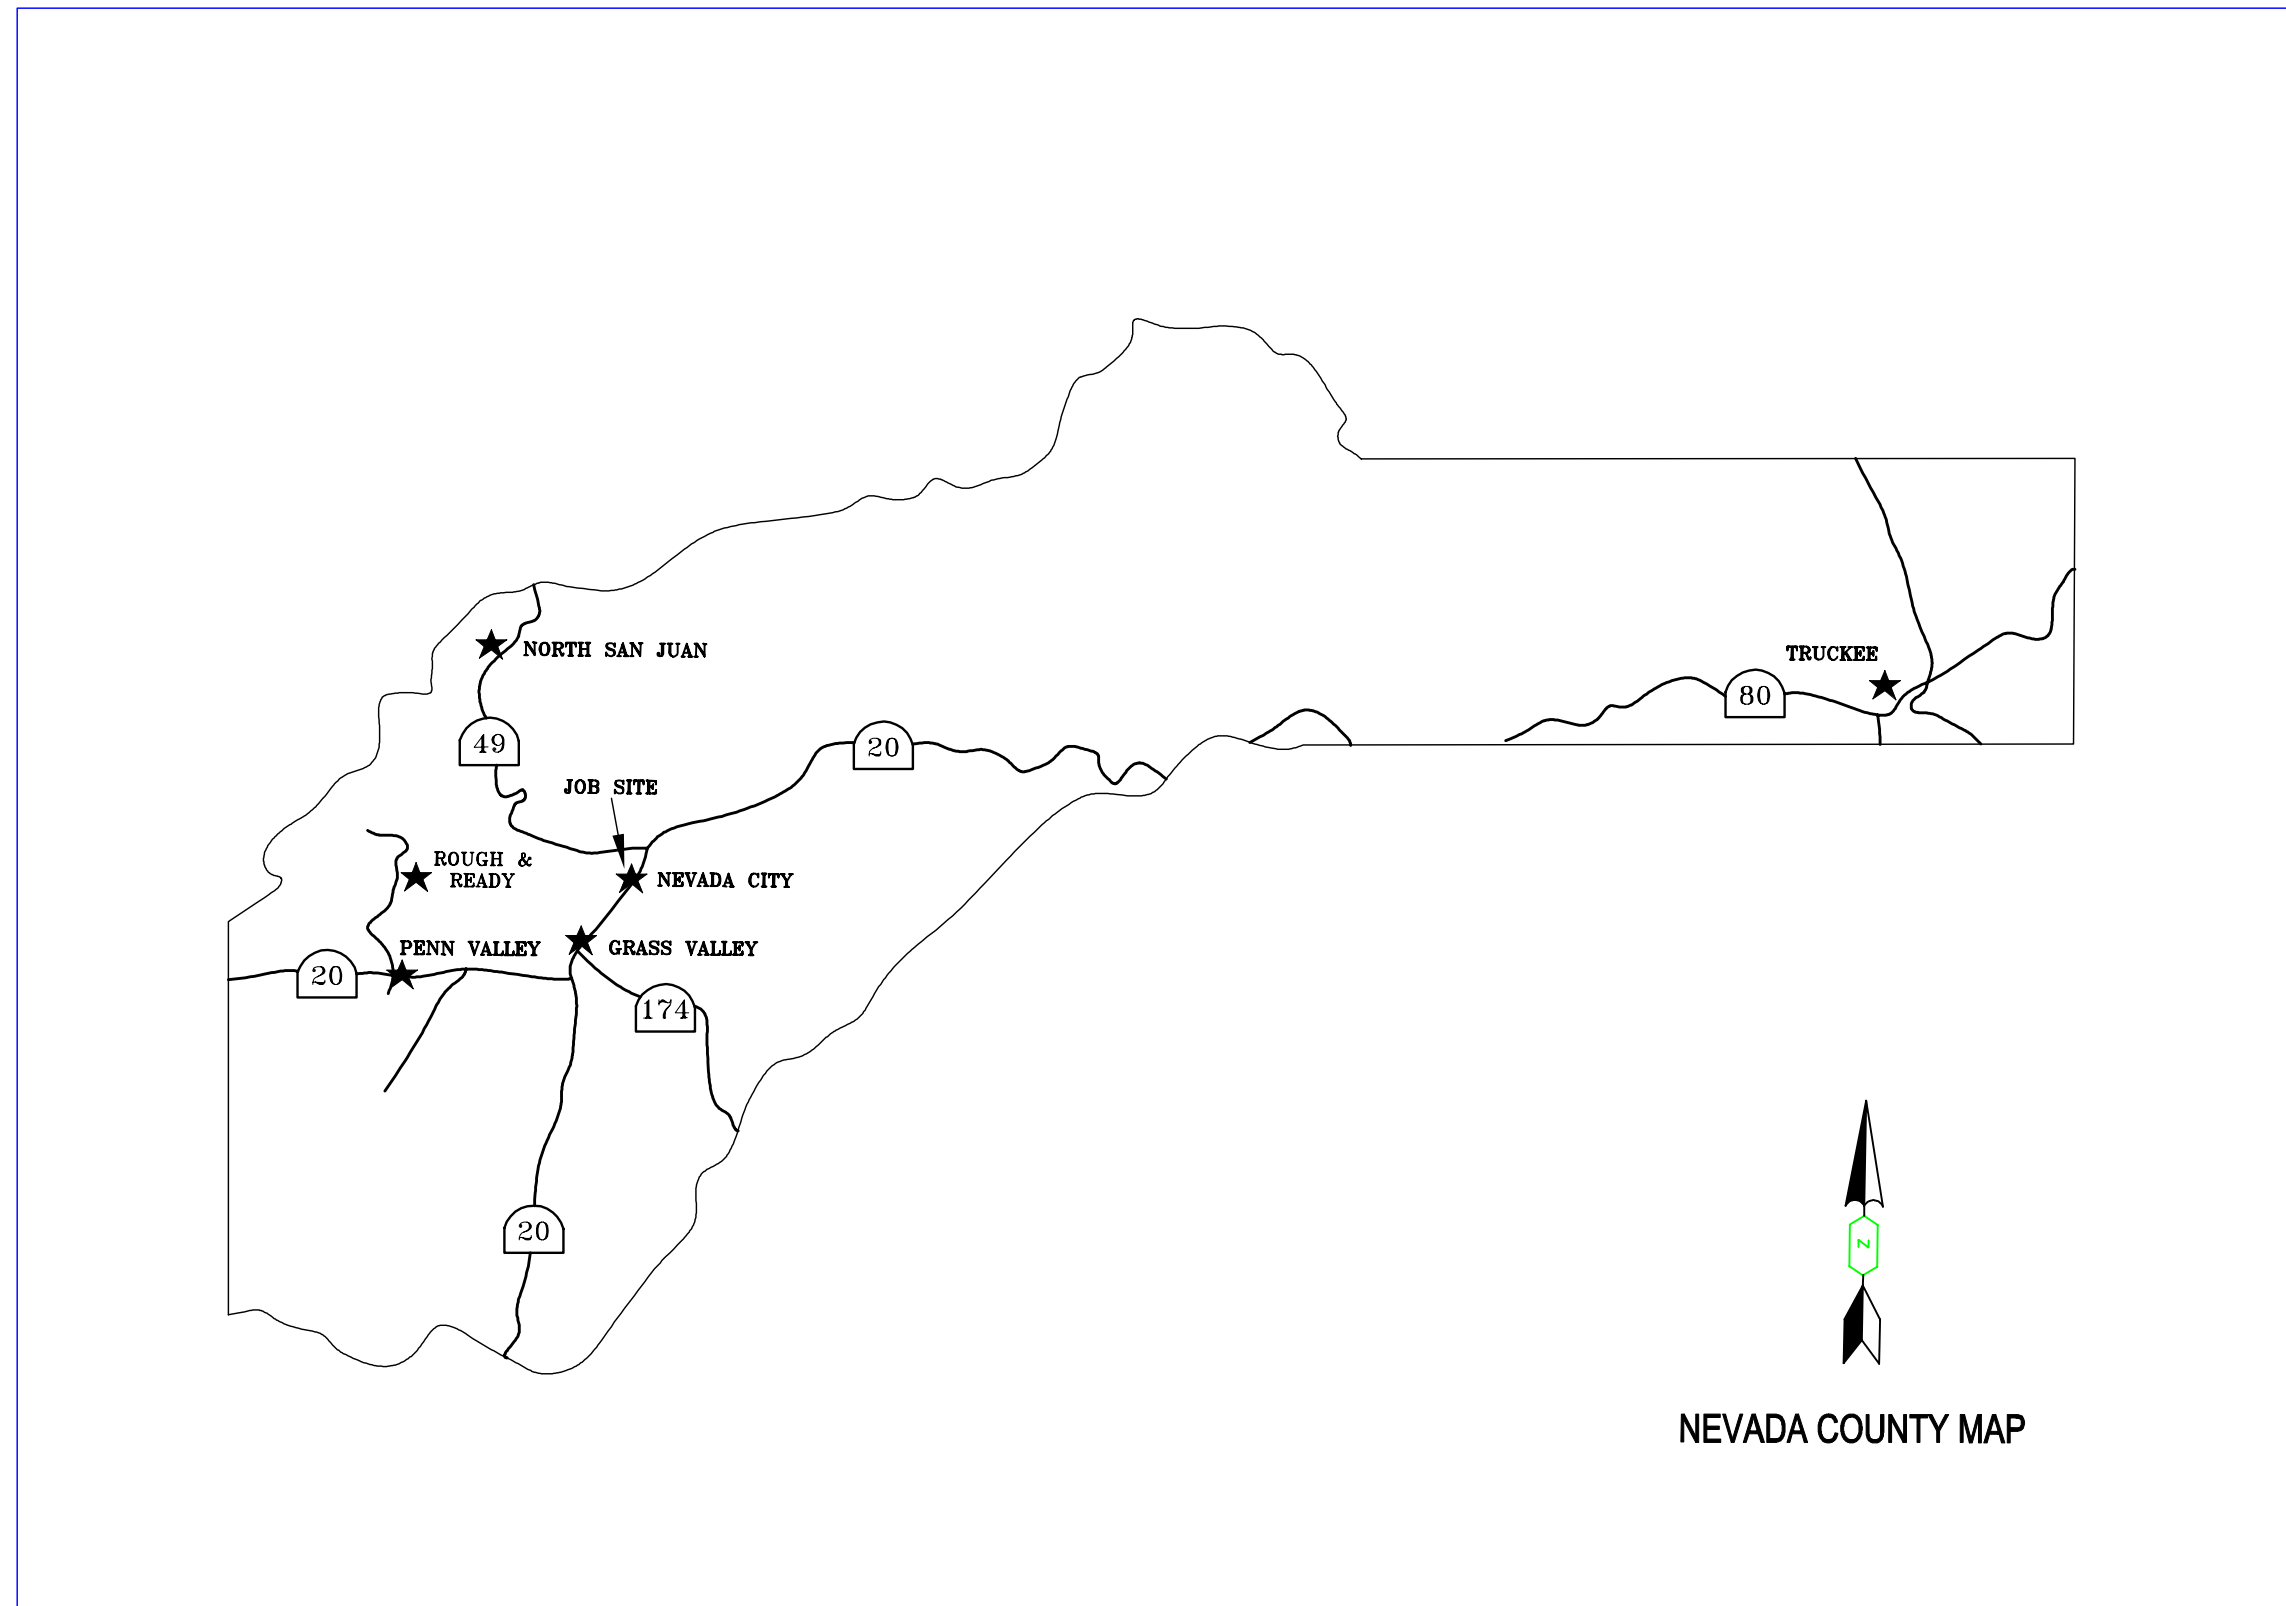 NORTH SAN JUAN
TRUCKEE
80
49
20
JOB SITE
ROUGH &
READY
NEVADA CITY
PENN VALLEY
GRASS VALLEY
20
174
20
N
NEVADA COUNTY MAP